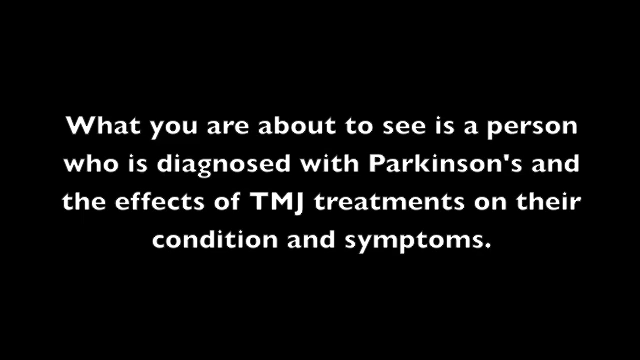 What you are about to see is a person
who is diagnosed with Parkinson's and
the effects of TMJ treatments on their
condition and symptoms.